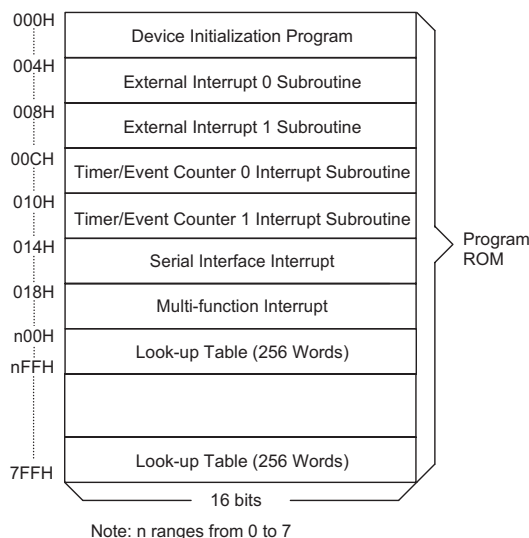 000H
Device Initialization Program
004H
External Interrupt 0 Subroutine
008H
External Interrupt 1 Subroutine
00CH
Timer/Event Counter 0 Interrupt Subroutine
010H
Timer/Event Counter 1 Interrupt Subroutine
014H
Serial Interface Interrupt
018H
Multi-function Interrupt
n00H
Look-up Table (256 Words)
nFFH
Look-up Table (256 Words)
7FFH
16 bits
Program
ROM
Note: n ranges from 0 to 7